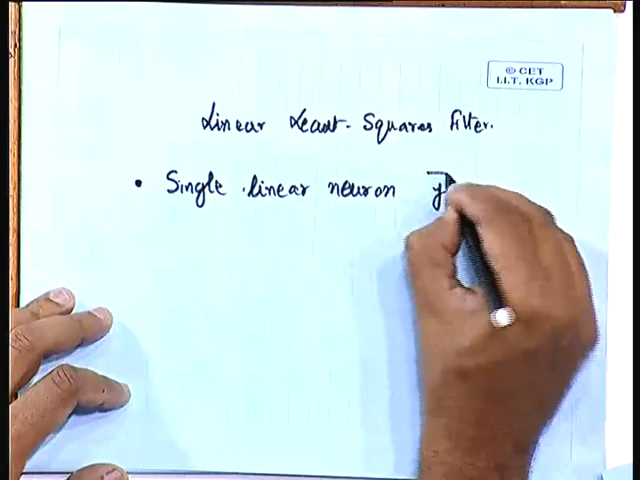 © CET
I.I.T. KGP
Linear Least-Squares Filter.
• Single linear neuron y